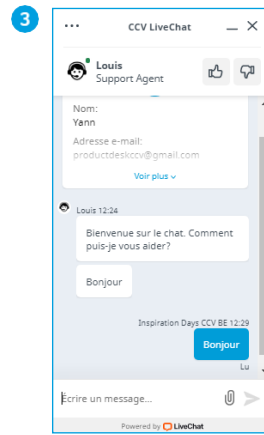 3
CCV LiveChat
Louis
Support Agent
Nom:
Yann
Adresse e-mail:
productdeskccv@gmail.com
Voir plus
Louis 12:24
Bienvenue sur le chat. Comment
puis-je vous aider?
Bonjour
Inspiration Days CCV BE 12:29
Bonjour
Lu
Écrire un message...
Powered by LiveChat